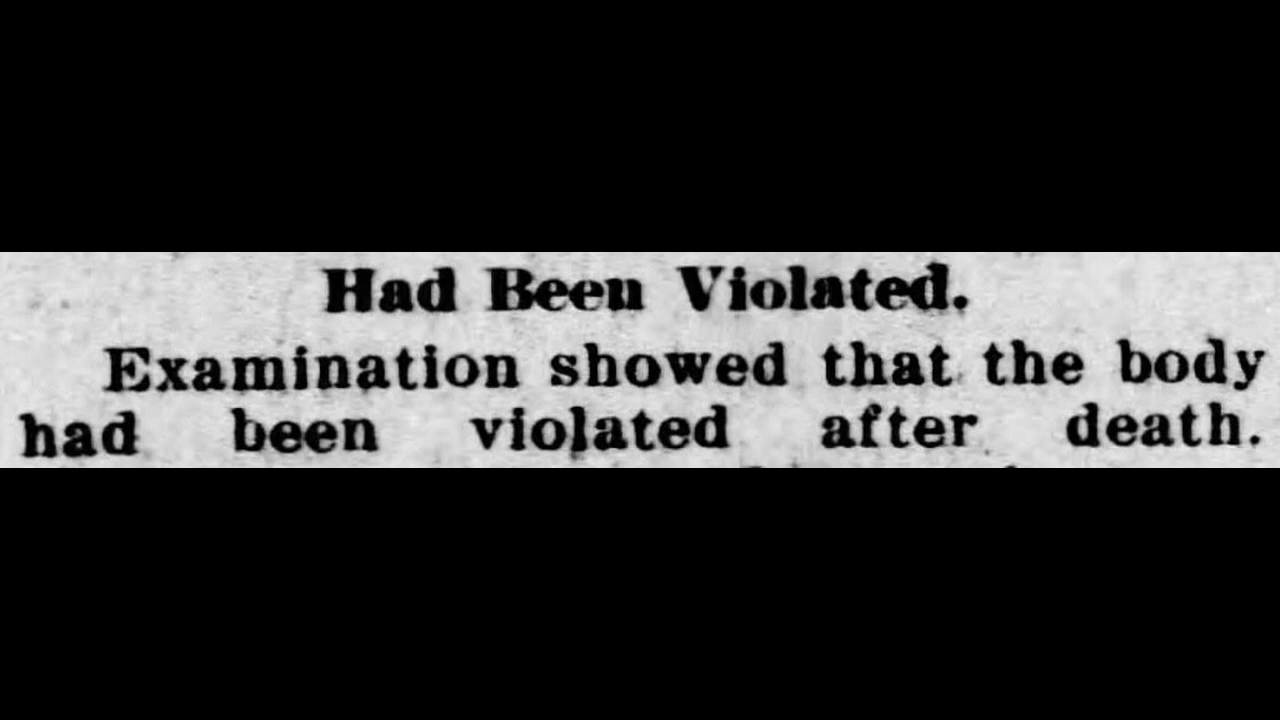 Had Been Violated.
Examination showed that the body
had been violated after death.